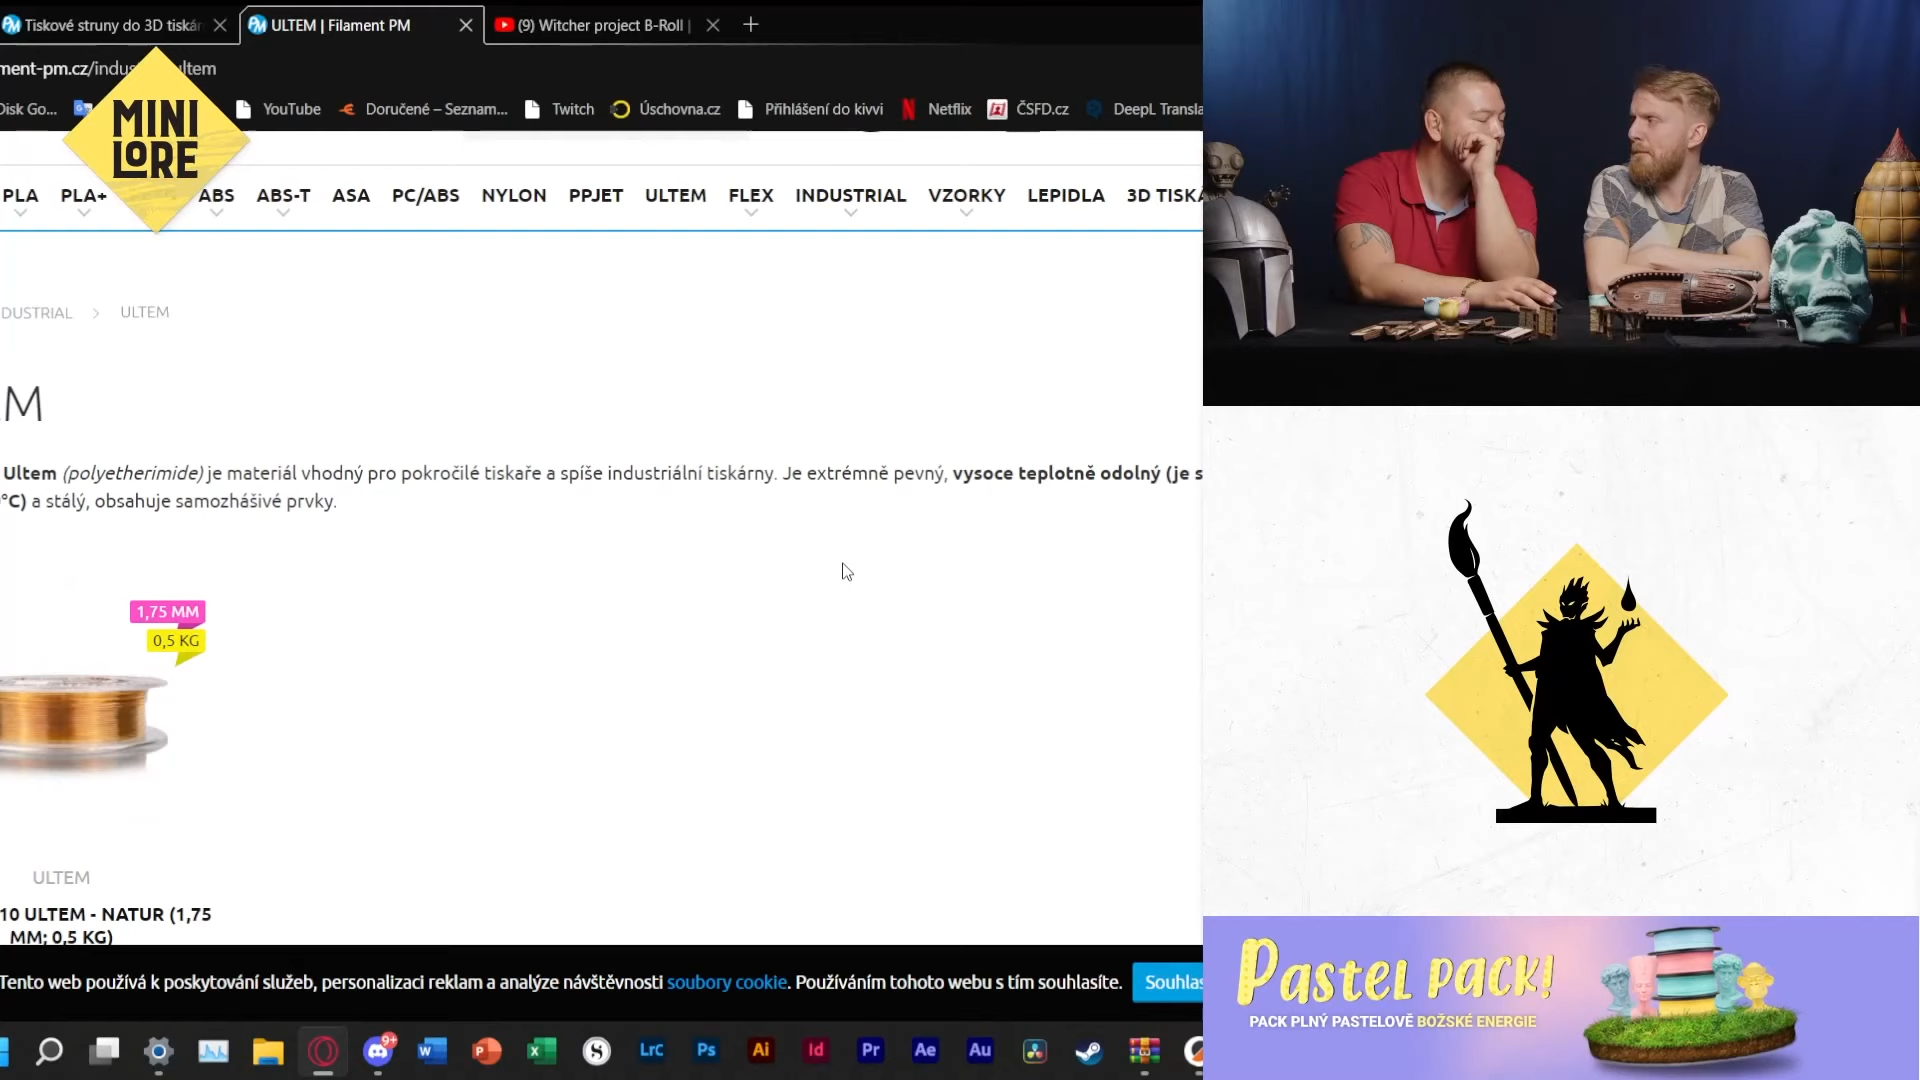 Tiskové struny do 3D tiskár
ULTEM | Filament PM
(9) Witcher project B-Roll |
ment-pm.cz/indus
ultem
Disk Go...
YouTube
Doručené – Seznam...
Twitch
Úschovna.cz
Přihlášení do kivvi
Netflix
ČSFD.cz
DeepL Transla
MINI
LORE
PLA
PLA+
ABS
ABS-T
ASA
PC/ABS
NYLON
PPJET
ULTEM
FLEX
INDUSTRIAL
VZORKY
LEPIDLA
3D TISKÁ
DUSTRIAL > ULTEM
M
Ultem (polyetherimide) je materiál vhodný pro pokročilé tiskaře a spíše industriální tiskárny. Je extrémně pevný, vysoce teplotně odolný (je s
°C) a stálý, obsahuje samozhášivé prvky.
1,75 MM
0,5 KG
ULTEM
10 ULTEM - NATUR (1,75
MM; 0,5 KG)
Tento web používá k poskytování služeb, personalizaci reklam a analýze návštěvnosti soubory cookie. Používáním tohoto webu s tím souhlasíte.
Souhlas
9+
LrC
Ps
Ai
Id
Pr
Ae
Au
Pastel pack!
PACK PLNÝ PASTELOVĚ BOŽSKÉ ENERGIE